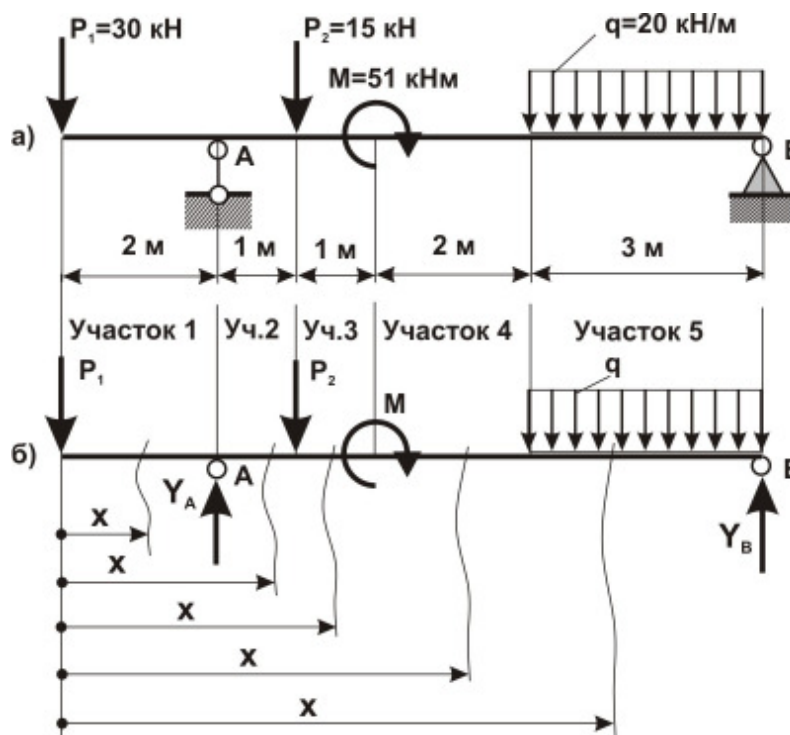 P₁=30 кН P₂=15 кН q=20 кН/м
M=51 кНм
а) A B
2 м 1 м 1 м 2 м 3 м
Участок 1 Уч.2 Уч.3 Участок 4 Участок 5
P₁ P₂ M q
б) A B
Y_A Y_B
x
x
x
x
x